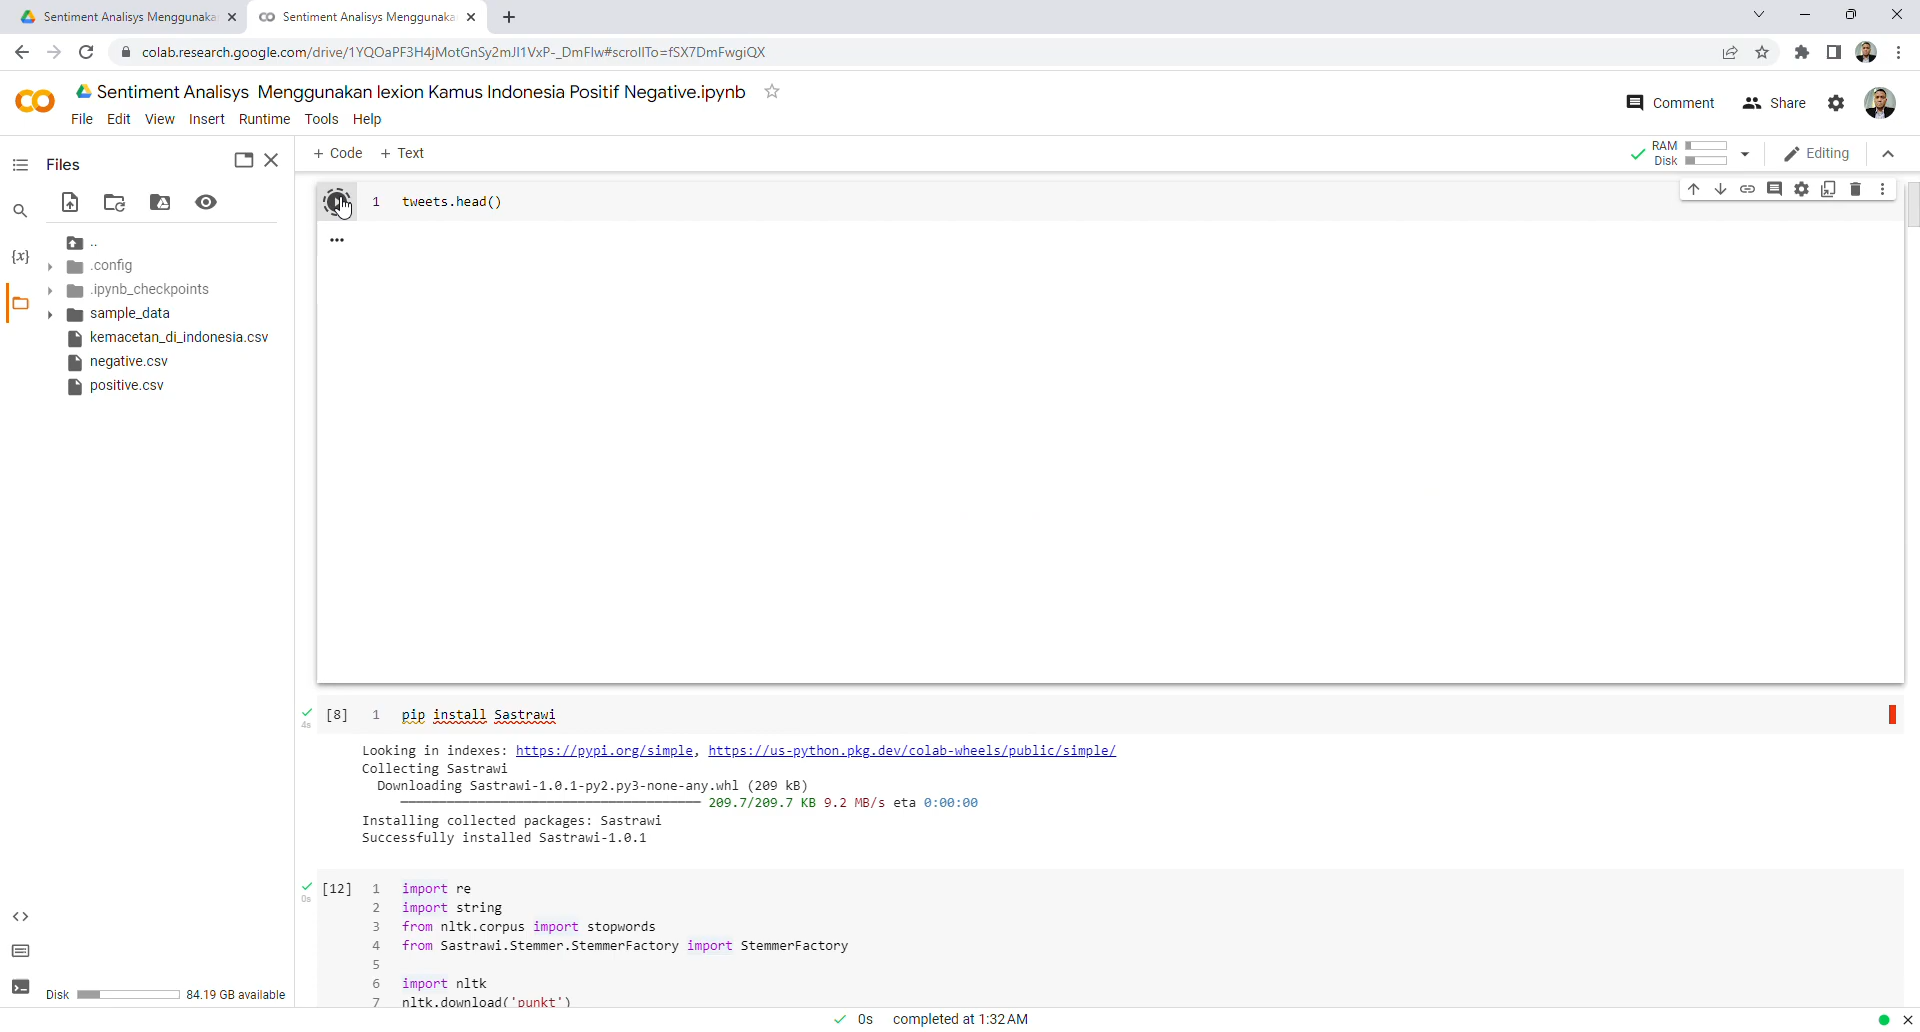 Sentiment Analisys Menggunaka
Sentiment Analisys Menggunaka
colab.research.google.com/drive/1YQOaPF3H4jMotGnSy2mJI1VxP-_DmFlw#scrollTo=fSX7DmFwgiQX
Sentiment Analisys Menggunakan lexion Kamus Indonesia Positif Negative.ipynb
File Edit View Insert Runtime Tools Help
Comment Share
Files
+ Code + Text
RAM
Disk
Editing
1 tweets.head()
{x}
..
.config
.ipynb_checkpoints
sample_data
kemacetan_di_indonesia.csv
negative.csv
positive.csv
[8] 1 pip install Sastrawi
4s
Looking in indexes: https://pypi.org/simple, https://us-python.pkg.dev/colab-wheels/public/simple/
Collecting Sastrawi
Downloading Sastrawi-1.0.1-py2.py3-none-any.whl (209 kB)
209.7/209.7 KB 9.2 MB/s eta 0:00:00
Installing collected packages: Sastrawi
Successfully installed Sastrawi-1.0.1
[12] 1 import re
0s
2 import string
3 from nltk.corpus import stopwords
4 from Sastrawi.Stemmer.StemmerFactory import StemmerFactory
5
6 import nltk
7 nltk.download('punkt')
Disk 84.19 GB available
0s completed at 1:32 AM